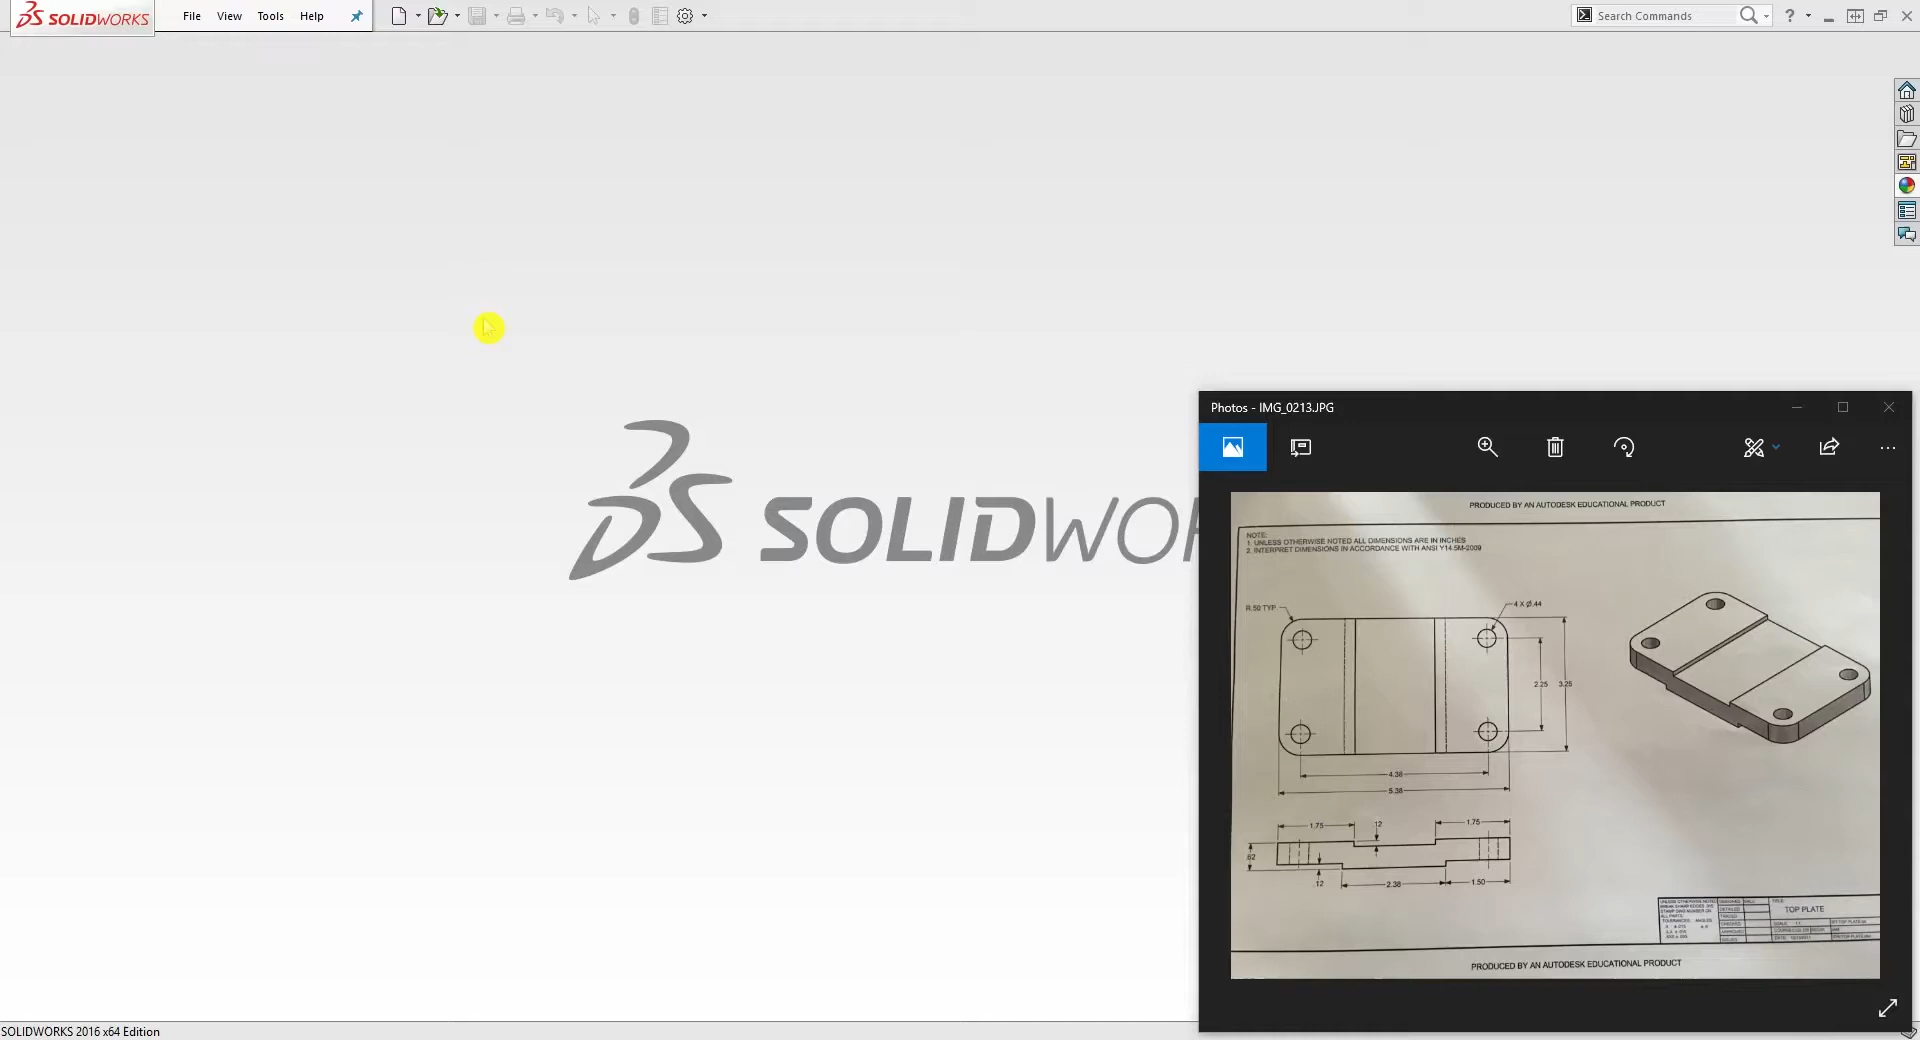 SOLIDWORKS
File View Tools Help
Search Commands
SOLIDWO
Photos - IMG_0213.JPG
PRODUCED BY AN AUTODESK EDUCATIONAL PRODUCT
NOTE:
1. UNLESS OTHERWISE NOTED ALL DIMENSIONS ARE IN INCHES
2. INTERPRET DIMENSIONS IN ACCORDANCE WITH ANSI Y14.5M-2009
R.50 TYP.
4 X Ø.44
2.25
3.25
4.38
5.38
1.75
.12
1.75
.62
.12
2.38
1.50
TOP PLATE
PRODUCED BY AN AUTODESK EDUCATIONAL PRODUCT
SOLIDWORKS 2016 x64 Edition